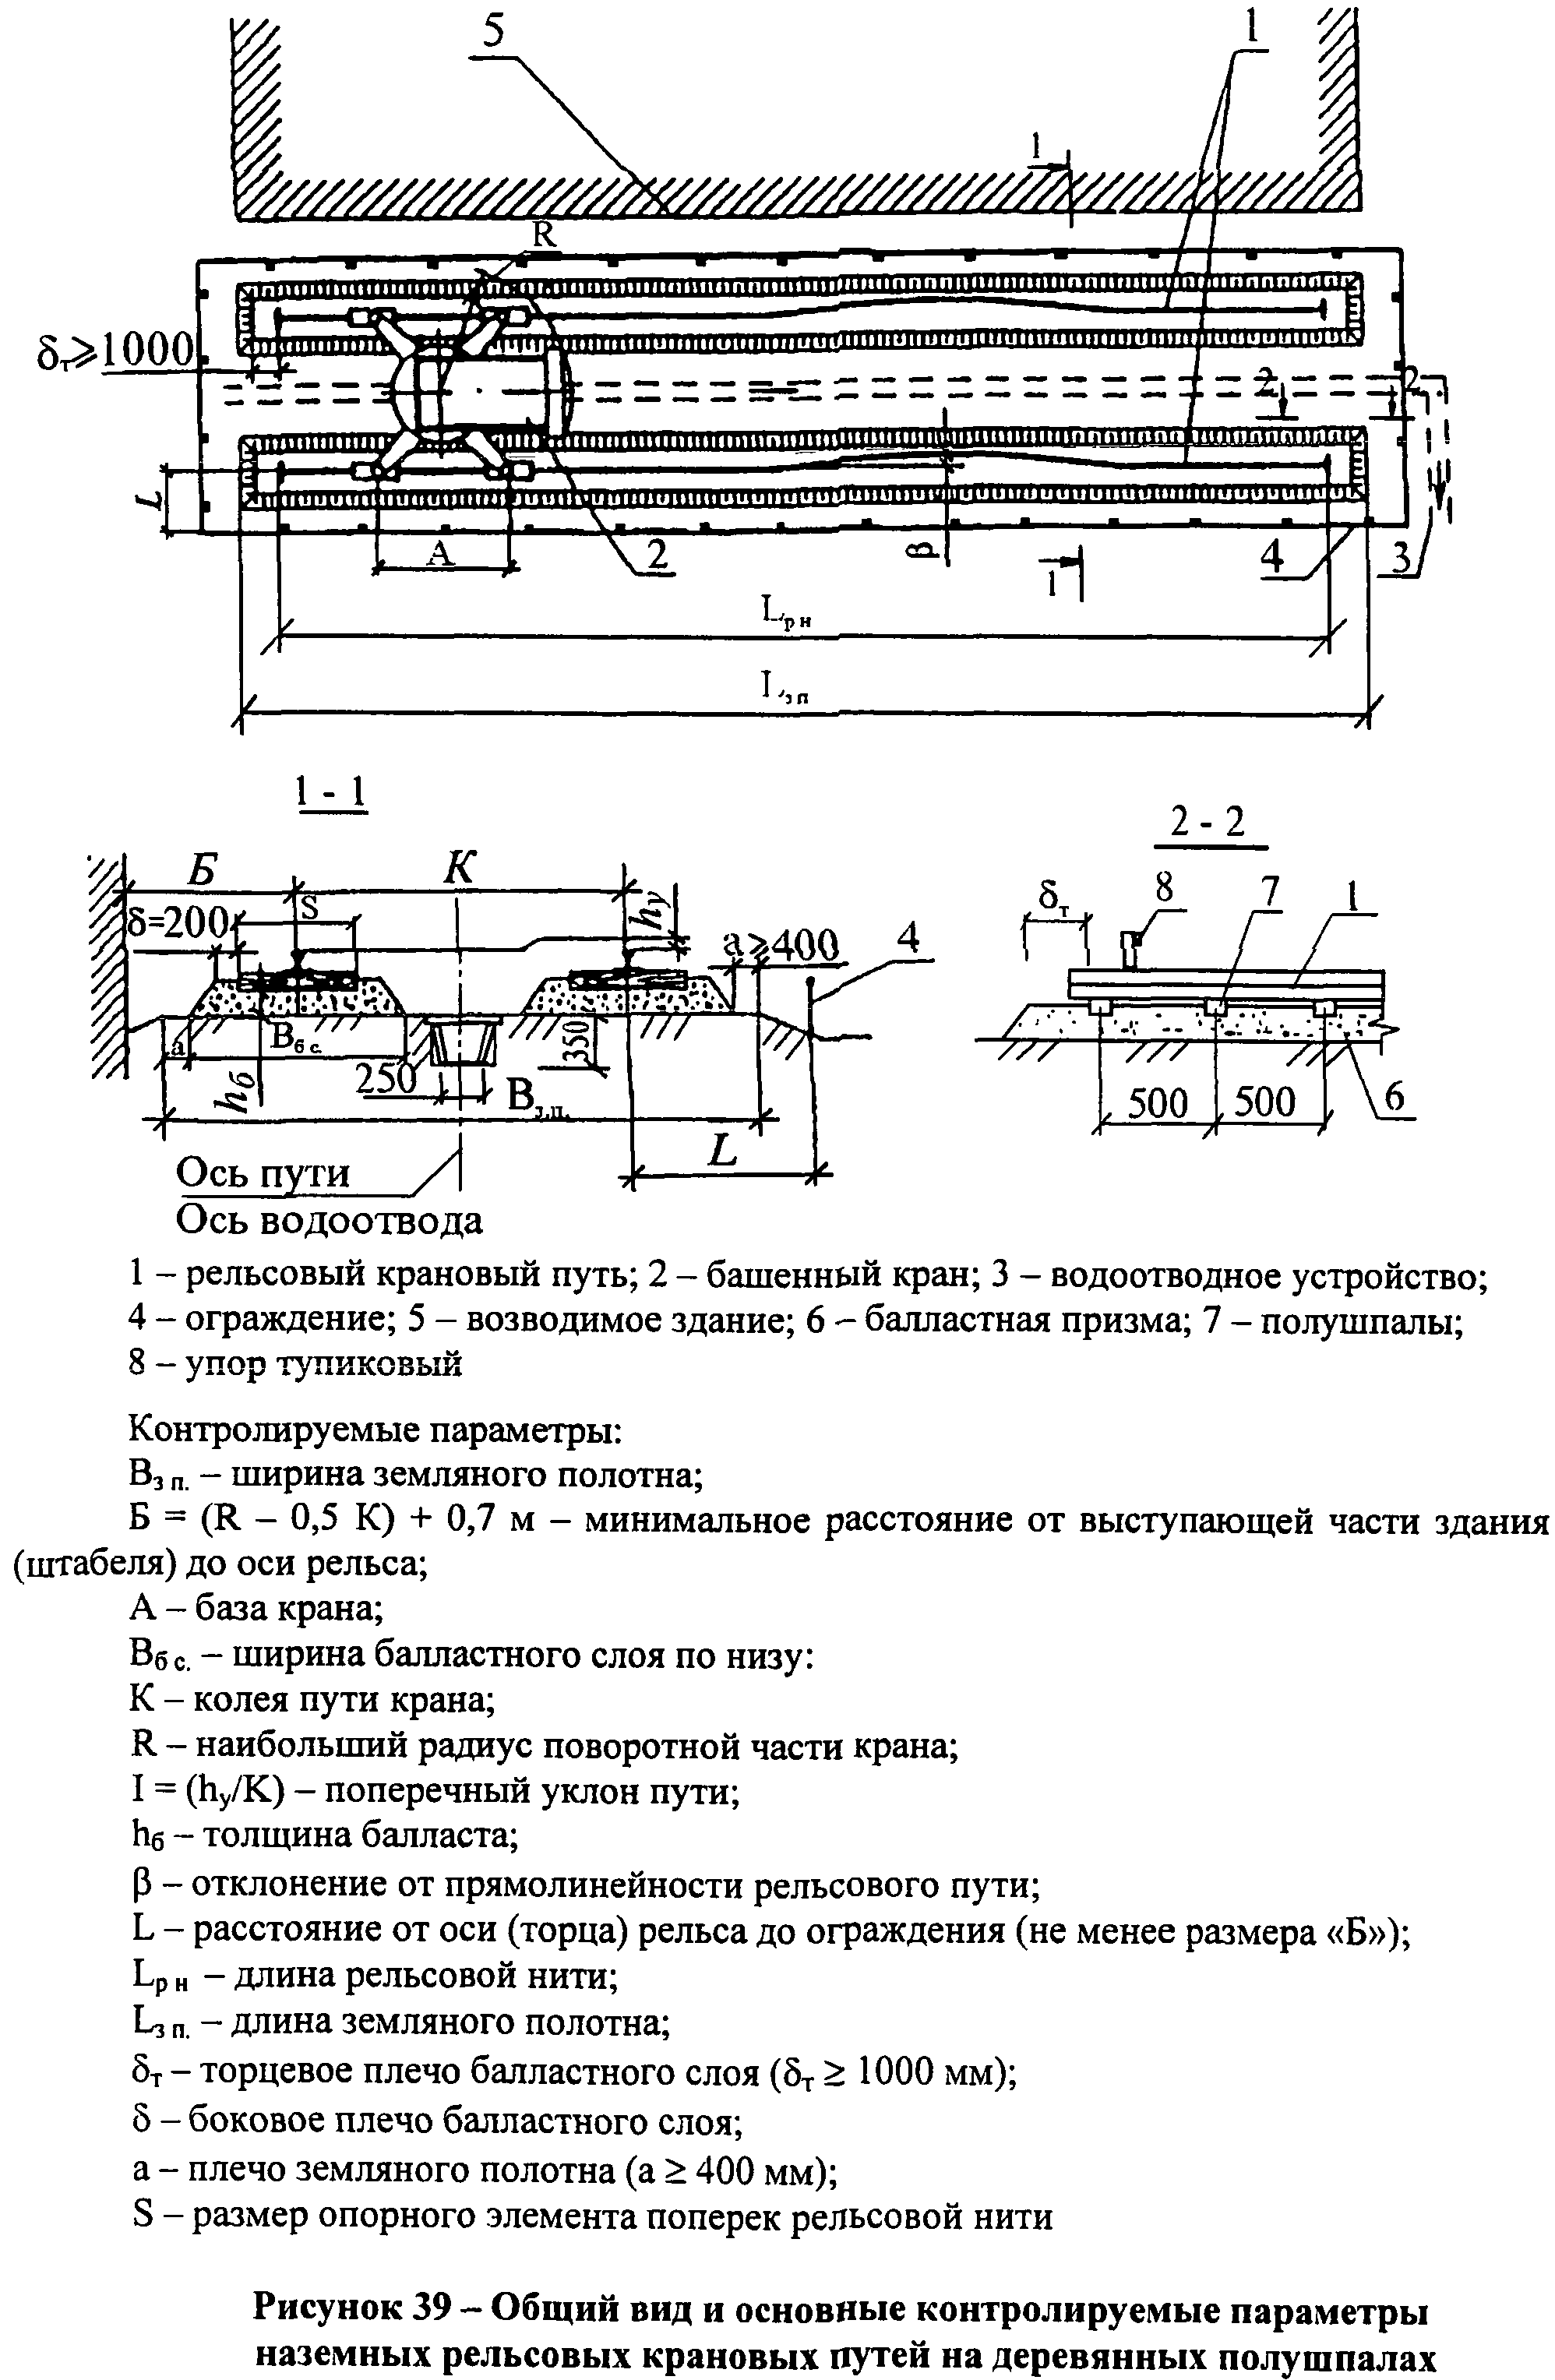 5
1
1
R
δт⩾1000
2
2
L
A
2
β
1
4
3
Lр н
Lз п
1 - 1
2 - 2
Б
К
S
hу
δ=200
a⩾400
4
δт
8
7
1
a
Вб с.
350
hб
250
Вз.п.
500
500
6
L
Ось пути
Ось водоотвода
1 – рельсовый крановый путь; 2 – башенный кран; 3 – водоотводное устройство;
4 – ограждение; 5 – возводимое здание; 6 – балластная призма; 7 – полушпалы;
8 – упор тупиковый
Контролируемые параметры:
Вз п. – ширина земляного полотна;
Б = (R – 0,5 К) + 0,7 м – минимальное расстояние от выступающей части здания
(штабеля) до оси рельса;
А – база крана;
Вб с. – ширина балластного слоя по низу:
К – колея пути крана;
R – наибольший радиус поворотной части крана;
I = (hу/К) – поперечный уклон пути;
hб – толщина балласта;
β – отклонение от прямолинейности рельсового пути;
L – расстояние от оси (торца) рельса до ограждения (не менее размера «Б»);
Lр н – длина рельсовой нити;
Lз п. – длина земляного полотна;
δт – торцевое плечо балластного слоя (δт ≥ 1000 мм);
δ – боковое плечо балластного слоя;
а – плечо земляного полотна (а ≥ 400 мм);
S – размер опорного элемента поперек рельсовой нити
Рисунок 39 – Общий вид и основные контролируемые параметры
наземных рельсовых крановых путей на деревянных полушпалах